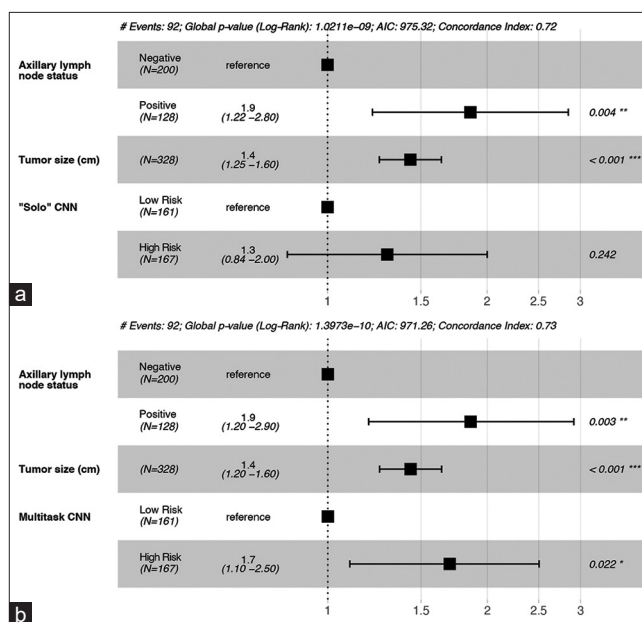 # Events: 92; Global p-value (Log-Rank): 1.0211e-09; AIC: 975.32; Concordance Index: 0.72
Axillary lymph
node status
Negative
(N=200)
reference
Positive
(N=128)
1.9
(1.22 –2.80)
0.004 **
Tumor size (cm)
(N=328)
1.4
(1.25 –1.60)
< 0.001 ***
"Solo" CNN
Low Risk
(N=161)
reference
High Risk
(N=167)
1.3
(0.84 –2.00)
0.242
a
1 1.5 2 2.5 3
# Events: 92; Global p-value (Log-Rank): 1.3973e-10; AIC: 971.26; Concordance Index: 0.73
Axillary lymph
node status
Negative
(N=200)
reference
Positive
(N=128)
1.9
(1.20 –2.90)
0.003 **
Tumor size (cm)
(N=328)
1.4
(1.20 –1.60)
< 0.001 ***
Multitask CNN
Low Risk
(N=161)
reference
High Risk
(N=167)
1.7
(1.10 –2.50)
0.022 *
b
1 1.5 2 2.5 3